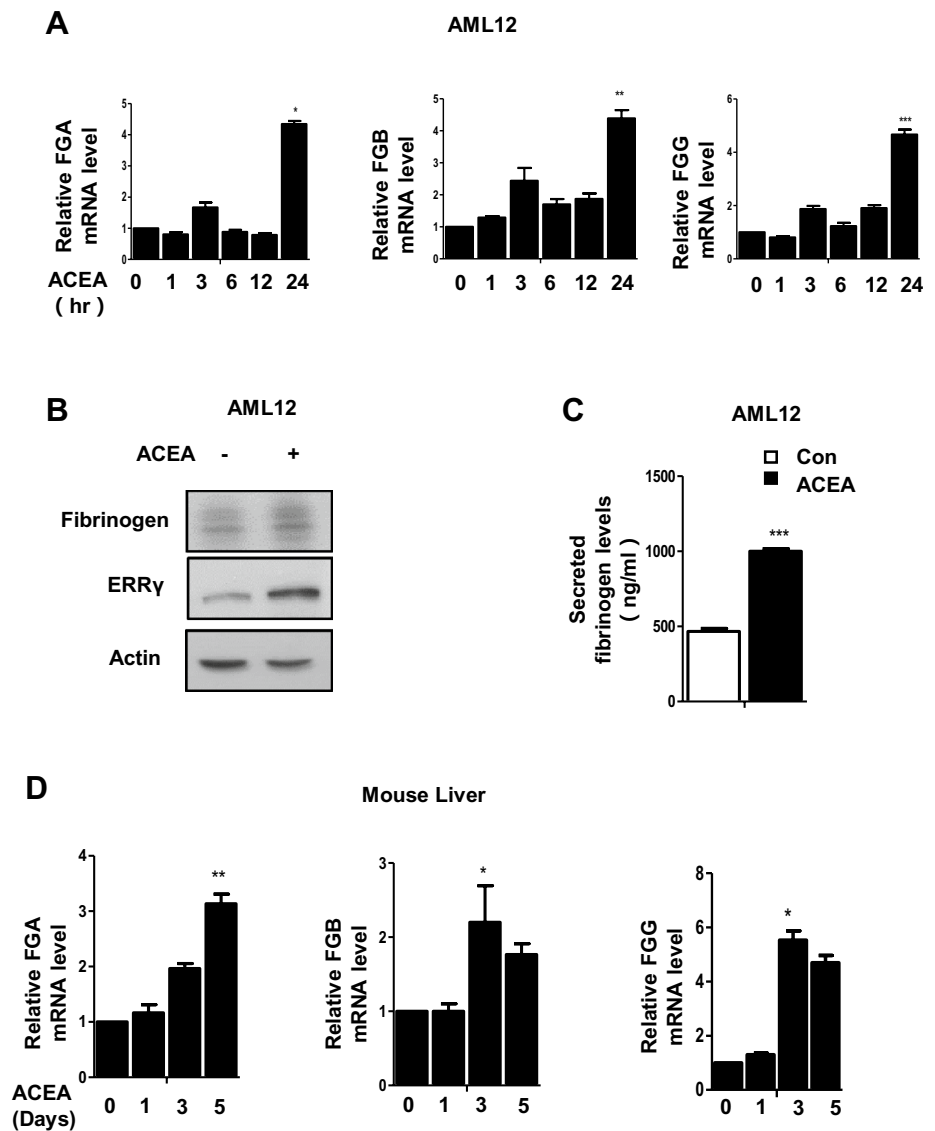 A
AML12
Relative FGA
mRNA level
5
4
3
2
1
0
*
Relative FGB
mRNA level
5
4
3
2
1
0
**
Relative FGG
mRNA level
6
4
2
0
***
ACEA
( hr )
0 1 3 6 12 24
0 1 3 6 12 24
0 1 3 6 12 24
B
AML12
ACEA - +
Fibrinogen
ERRγ
Actin
C
AML12
Con
ACEA
Secreted
fibrinogen levels
( ng/ml )
1500
1000
500
0
***
D
Mouse Liver
Relative FGA
mRNA level
4
3
2
1
0
**
Relative FGB
mRNA level
3
2
1
0
*
Relative FGG
mRNA level
8
6
4
2
0
*
ACEA
(Days)
0 1 3 5
0 1 3 5
0 1 3 5